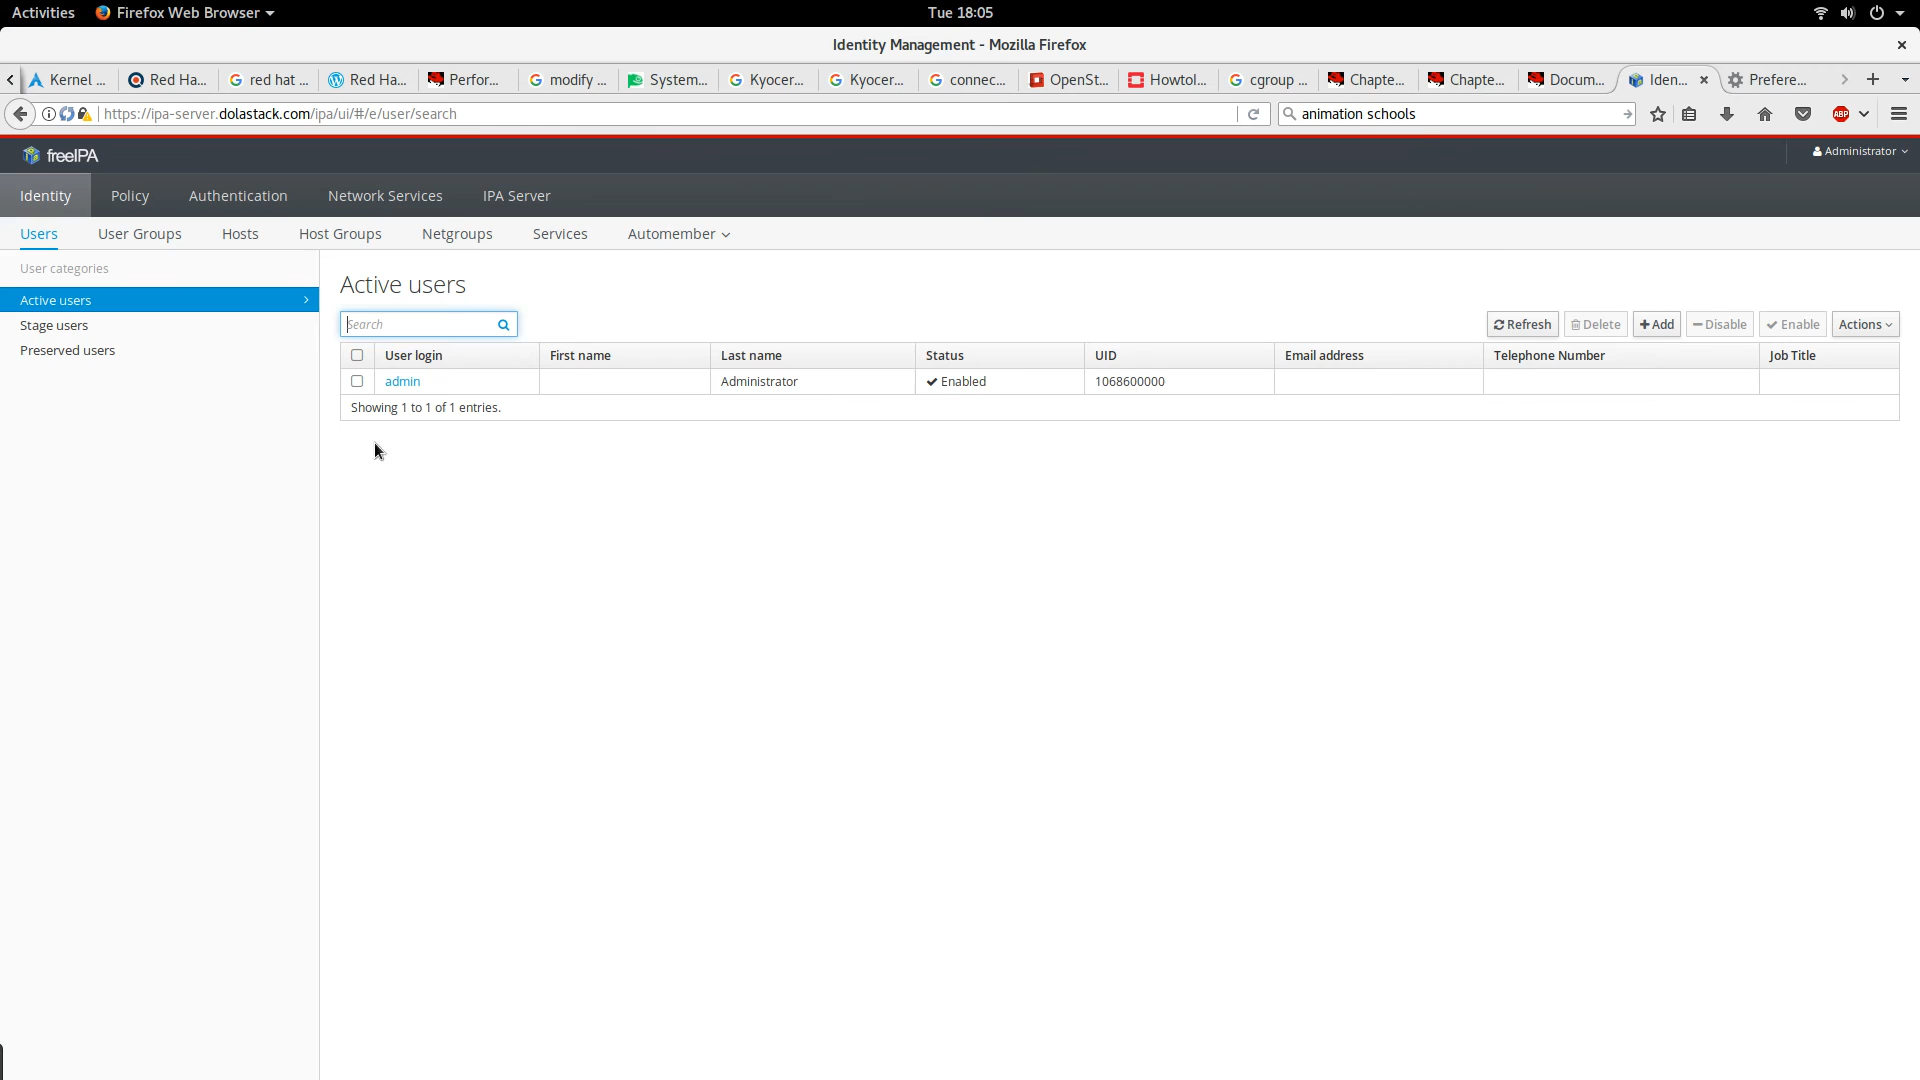 Activities Firefox Web Browser Tue 18:05
Identity Management - Mozilla Firefox
Kernel ... Red Ha... red hat ... Red Ha... Perfor... modify ... System... Kyocer... Kyocer... connec... OpenSt... Howtol... cgroup ... Chapte... Chapte... Docum... Iden... Prefere...
https://ipa-server.dolastack.com/ipa/ui/#/e/user/search animation schools ABP
freeIPA Administrator
Identity Policy Authentication Network Services IPA Server
Users User Groups Hosts Host Groups Netgroups Services Automember
User categories
Active users
Stage users
Preserved users
Active users
Search Refresh Delete Add Disable Enable Actions
User login First name Last name Status UID Email address Telephone Number Job Title
admin Administrator Enabled 1068600000
Showing 1 to 1 of 1 entries.